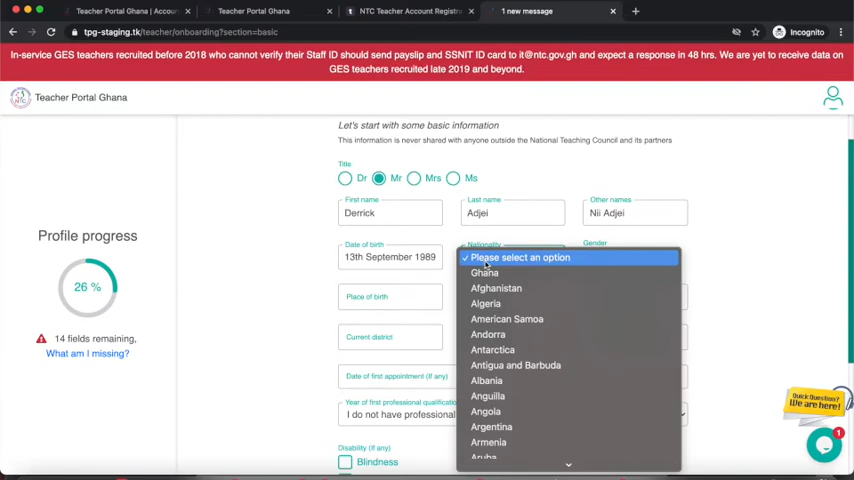 Teacher Portal Ghana | Accoun
Teacher Portal Ghana
NTC Teacher Account Registra
1 new message
tpg-staging.tk/teacher/onboarding?section=basic
Incognito
In-service GES teachers recruited before 2018 who cannot verify their Staff ID should send payslip and SSNIT ID card to it@ntc.gov.gh and expect a response in 48 hrs. We are yet to receive data on
GES teachers recruited late 2019 and beyond.
Teacher Portal Ghana
Let's start with some basic information
This information is never shared with anyone outside the National Teaching Council and its partners
Title
Dr Mr Mrs Ms
First name Last name Other names
Derrick Adjei Nii Adjei
Profile progress
26 %
14 fields remaining,
What am I missing?
Date of birth Nationality Gender
13th September 1989
Please select an option
Ghana
Afghanistan
Algeria
American Samoa
Andorra
Antarctica
Antigua and Barbuda
Albania
Anguilla
Angola
Argentina
Armenia
Aruba
Place of birth
Current district
Date of first appointment (If any)
Year of first professional qualification
I do not have professional
Disability (If any)
Blindness
Quick Question?
We are here!
1